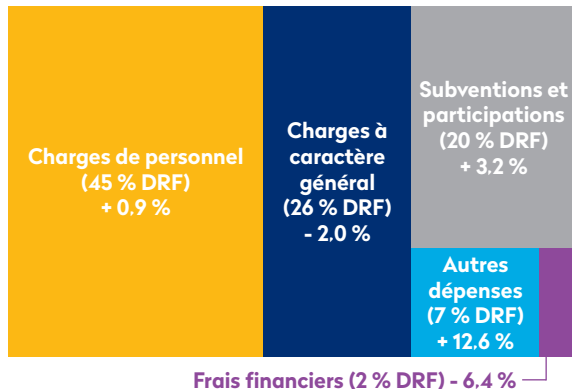 Charges de personnel
(45 % DRF)
+ 0,9 %
Charges à
caractère
général
(26 % DRF)
- 2,0 %
Subventions et
participations
(20 % DRF)
+ 3,2 %
Autres
dépenses
(7 % DRF)
+ 12,6 %
Frais financiers (2 % DRF) - 6,4 %